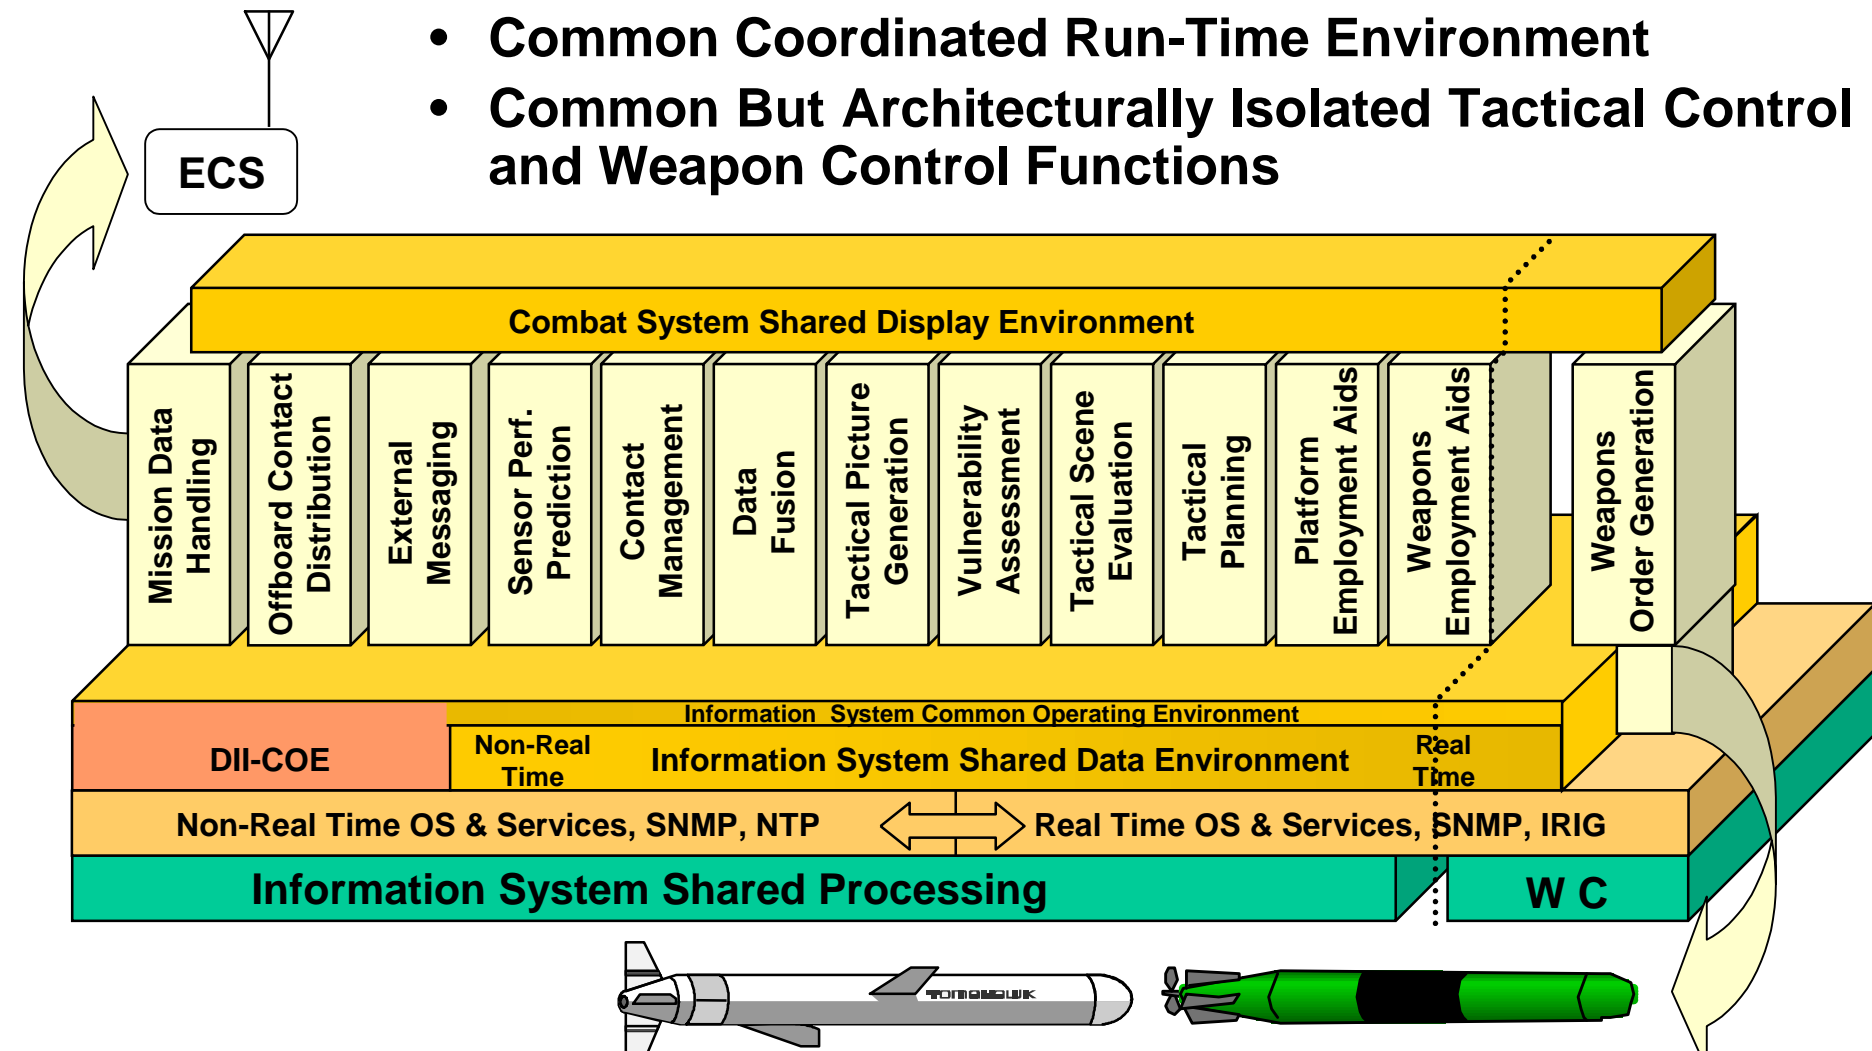 • Common Coordinated Run-Time Environment
• Common But Architecturally Isolated Tactical Control
and Weapon Control Functions
ECS
Combat System Shared Display Environment
Mission Data
Handling
Offboard Contact
Distribution
External
Messaging
Sensor Perf.
Prediction
Contact
Management
Data
Fusion
Tactical Picture
Generation
Vulnerability
Assessment
Tactical Scene
Evaluation
Tactical
Planning
Platform
Employment Aids
Weapons
Employment Aids
Weapons
Order Generation
Information System Common Operating Environment
DII-COE
Non-Real
Time
Information System Shared Data Environment
Real
Time
Non-Real Time OS & Services, SNMP, NTP
Real Time OS & Services, SNMP, IRIG
Information System Shared Processing
W C
TOMAHAWK